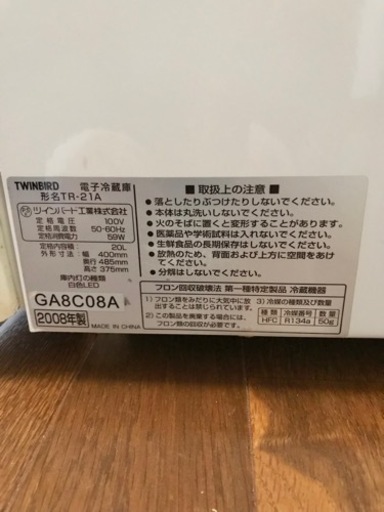 TWINBIRD 電子冷蔵庫
形名TR-21A
ツインバード工業株式会社
定格電圧 100V
定格周波数 50-60Hz
定格消費電力 59W
定格内容積 20L
外形寸法：幅 400mm
奥行 485mm
高さ 375mm
庫内灯の種類
白色LED
GA8C08A
2008年製 MADE IN CHINA
■ 取扱上の注意 ■
● 落としたりぶつけたりしないでください。
● 本体は丸洗いしないでください。
● 火のそばに置くと変形することがあります。
● 医薬品や学術試料は入れないでください。
● 生鮮食品の長期保存はしないでください。
● 放熱のため、背面および上方に空間をあけてください。
● 分解はしないでください。
フロン回収破壊法 第一種特定製品 冷蔵機器
1）フロン類をみだりに大気中に放出することは禁じられています。
2）この製品を廃棄する場合には、フロン類の回収が必要です。
3）冷媒の種類及び数量
種類 冷媒番号 数量
HFC R134a 50g